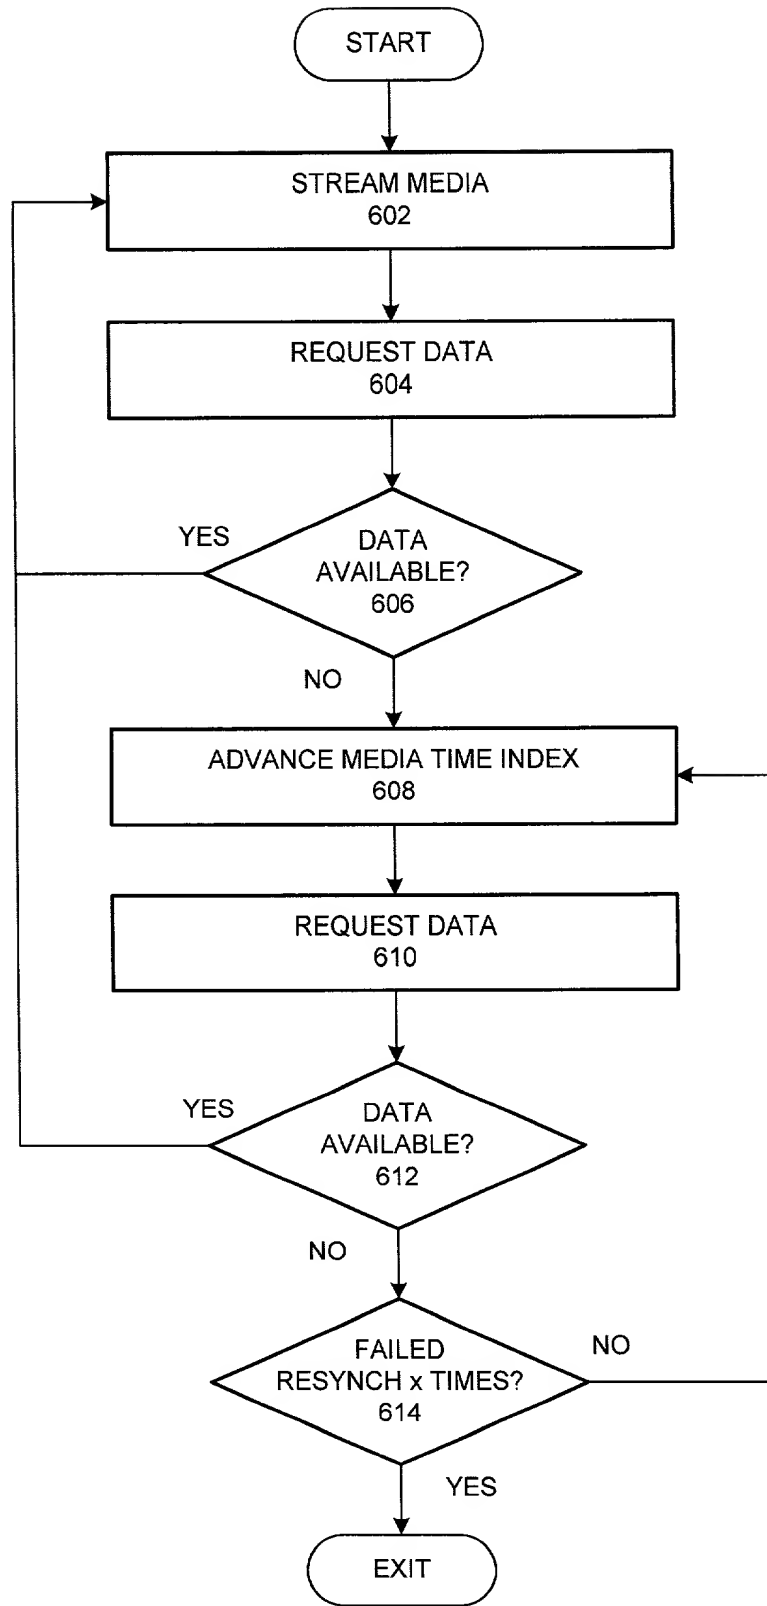 START
STREAM MEDIA
602
REQUEST DATA
604
YES
DATA
AVAILABLE?
606
NO
ADVANCE MEDIA TIME INDEX
608
REQUEST DATA
610
YES
DATA
AVAILABLE?
612
NO
FAILED
RESYNCH x TIMES?
614
NO
YES
EXIT